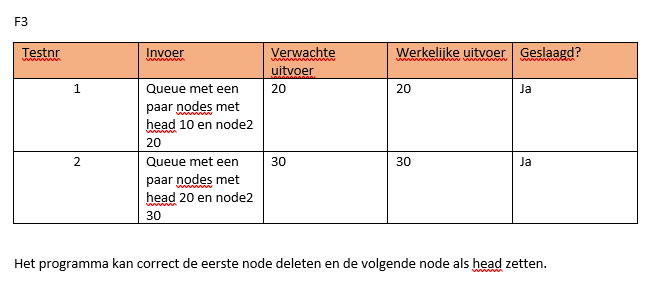 F3
Testnr Invoer Verwachte uitvoer Werkelijke uitvoer Geslaagd?
1 Queue met een paar nodes met head 10 en node2 20 20 20 Ja
2 Queue met een paar nodes met head 20 en node2 30 30 30 Ja
Het programma kan correct de eerste node deleten en de volgende node als head zetten.